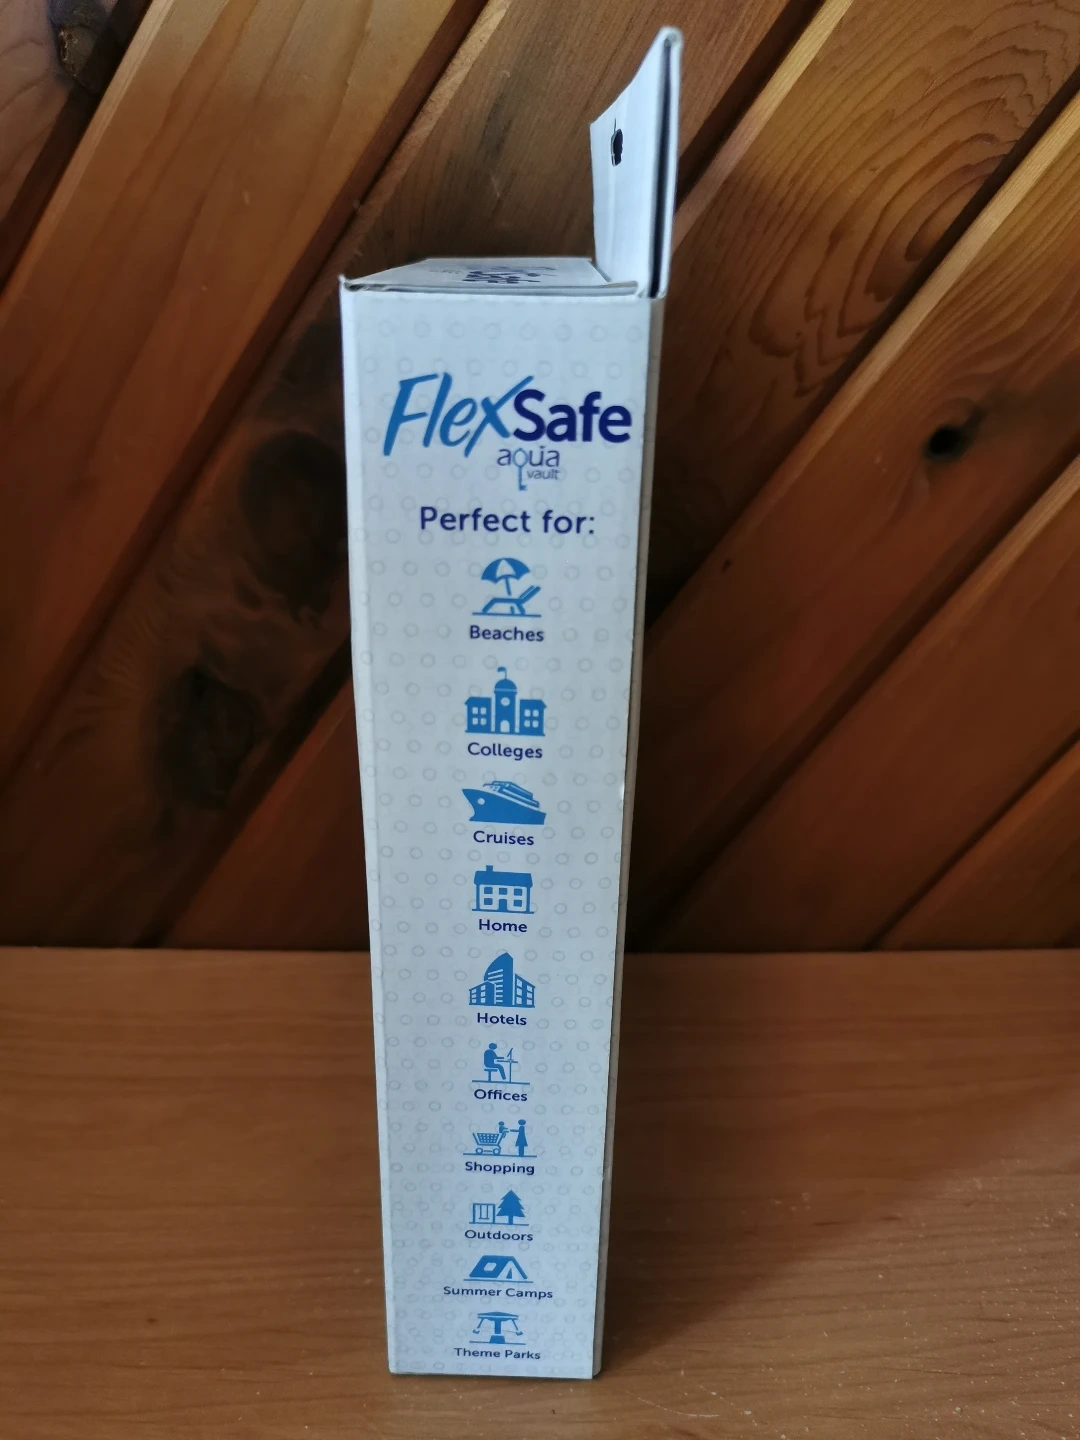 FlexSafe
aqua
vault
Perfect for:
Beaches
Colleges
Cruises
Home
Hotels
Offices
Shopping
Outdoors
Summer Camps
Theme Parks